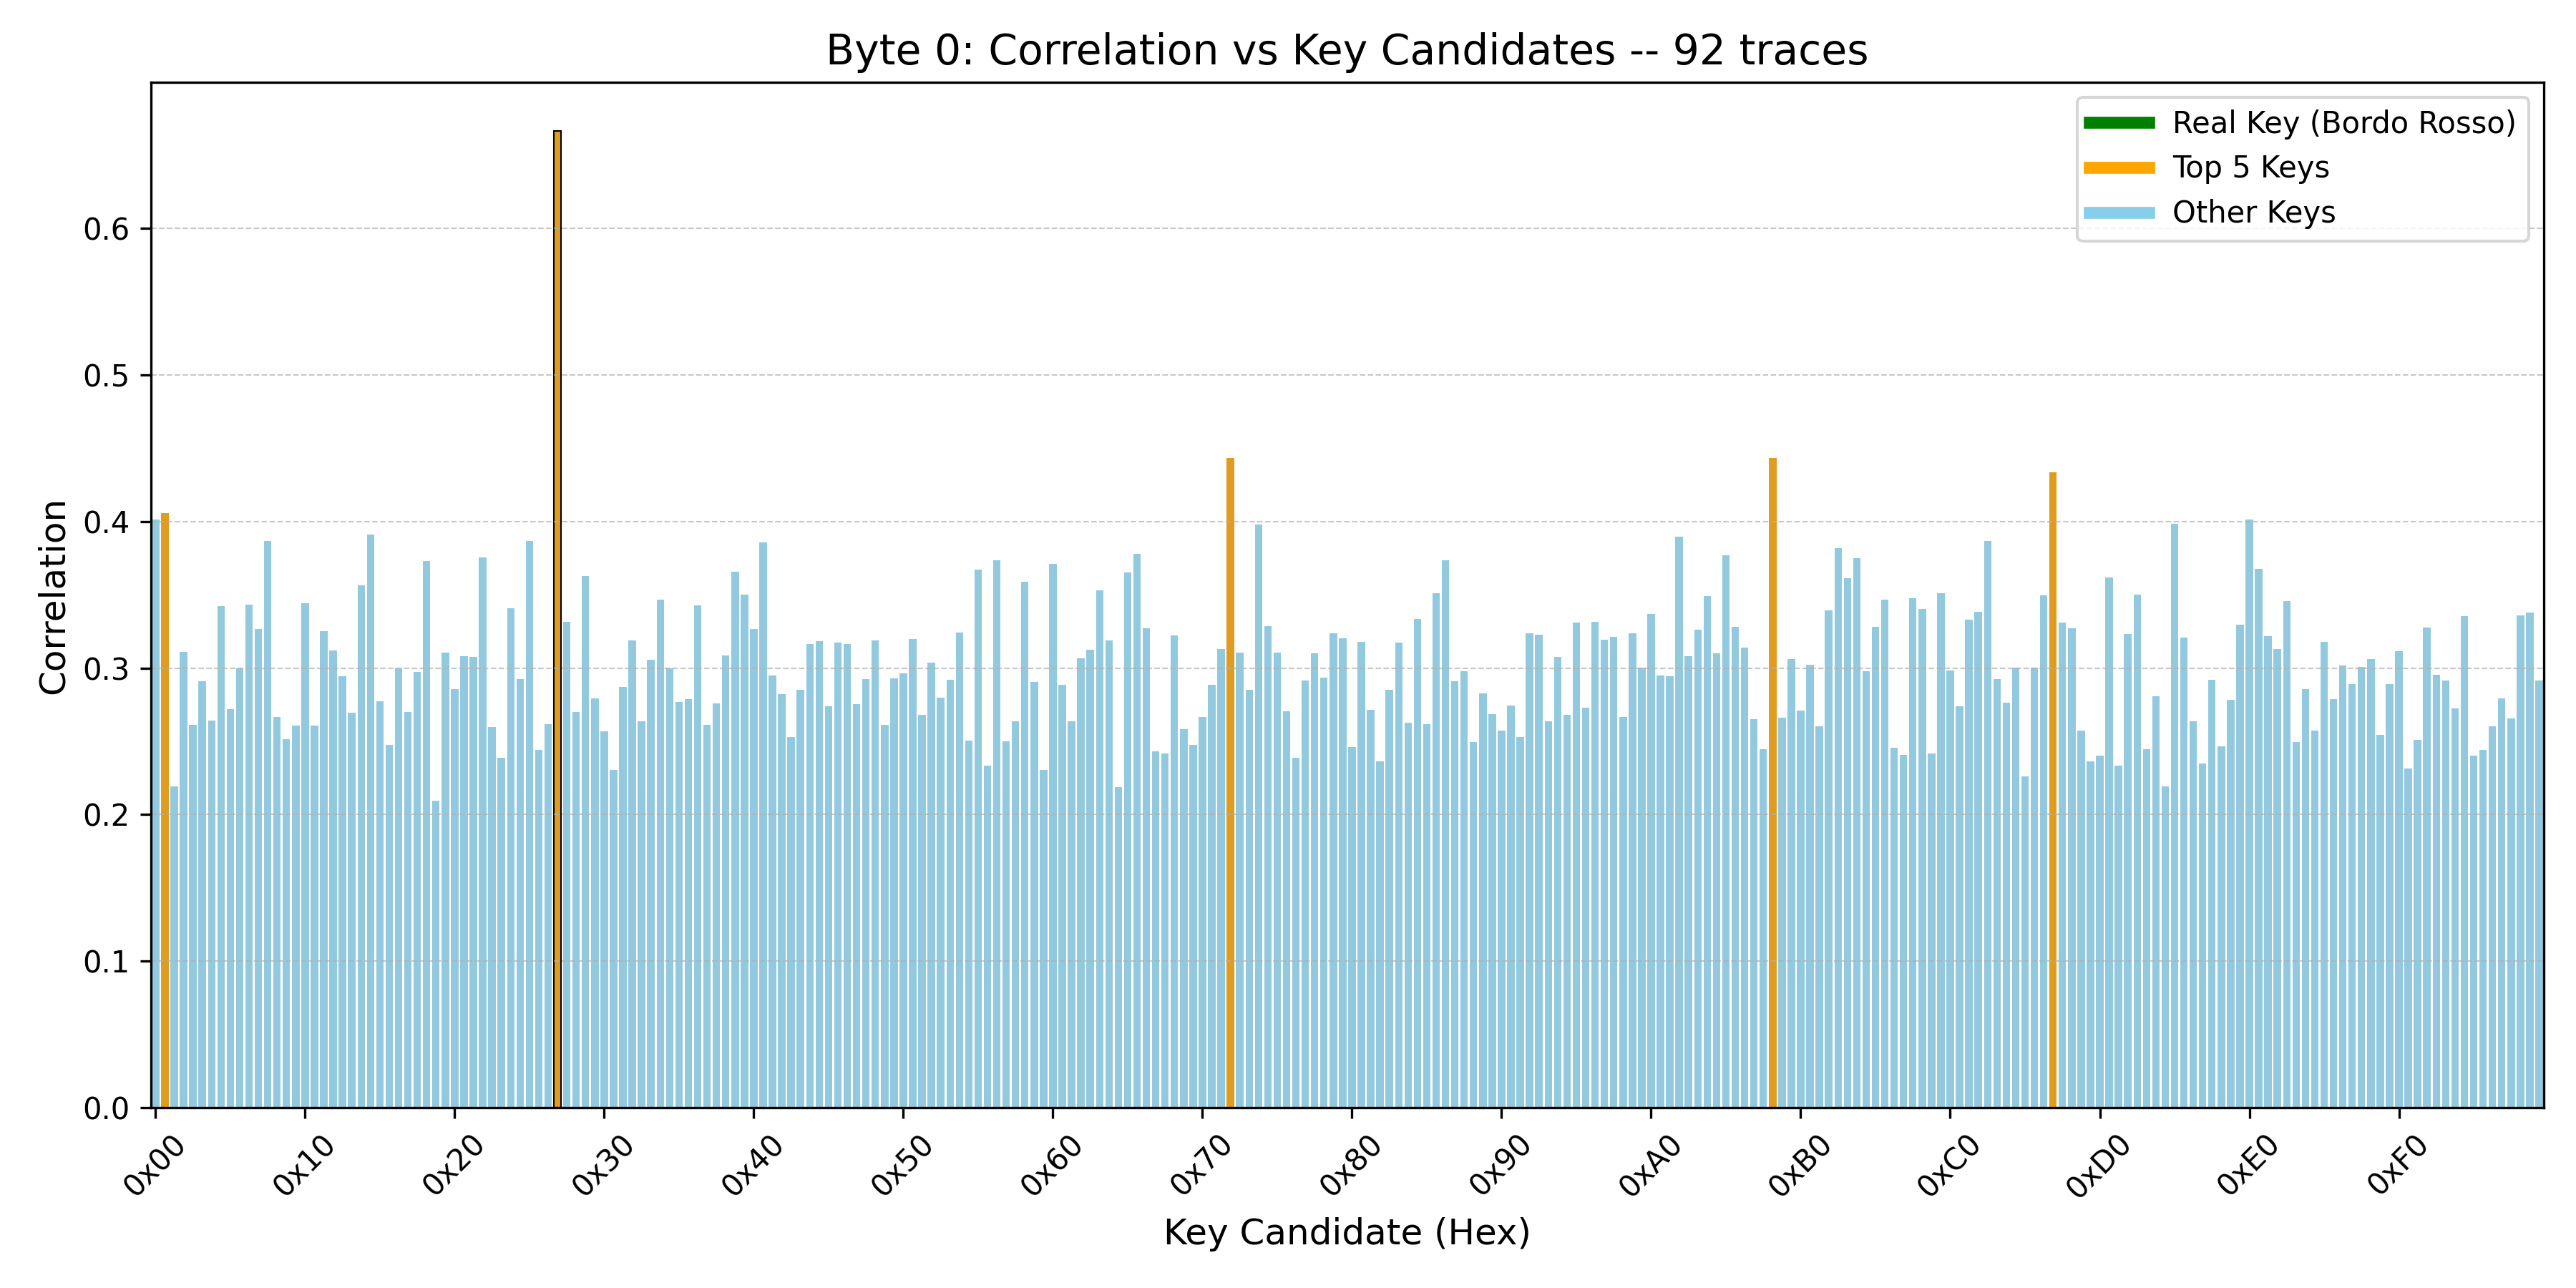 Byte 0: Correlation vs Key Candidates -- 92 traces
Real Key (Bordo Rosso)
Top 5 Keys
Other Keys
Correlation
0.6
0.5
0.4
0.3
0.2
0.1
0.0
0x00 0x10 0x20 0x30 0x40 0x50 0x60 0x70 0x80 0x90 0xA0 0xB0 0xC0 0xD0 0xE0 0xF0
Key Candidate (Hex)